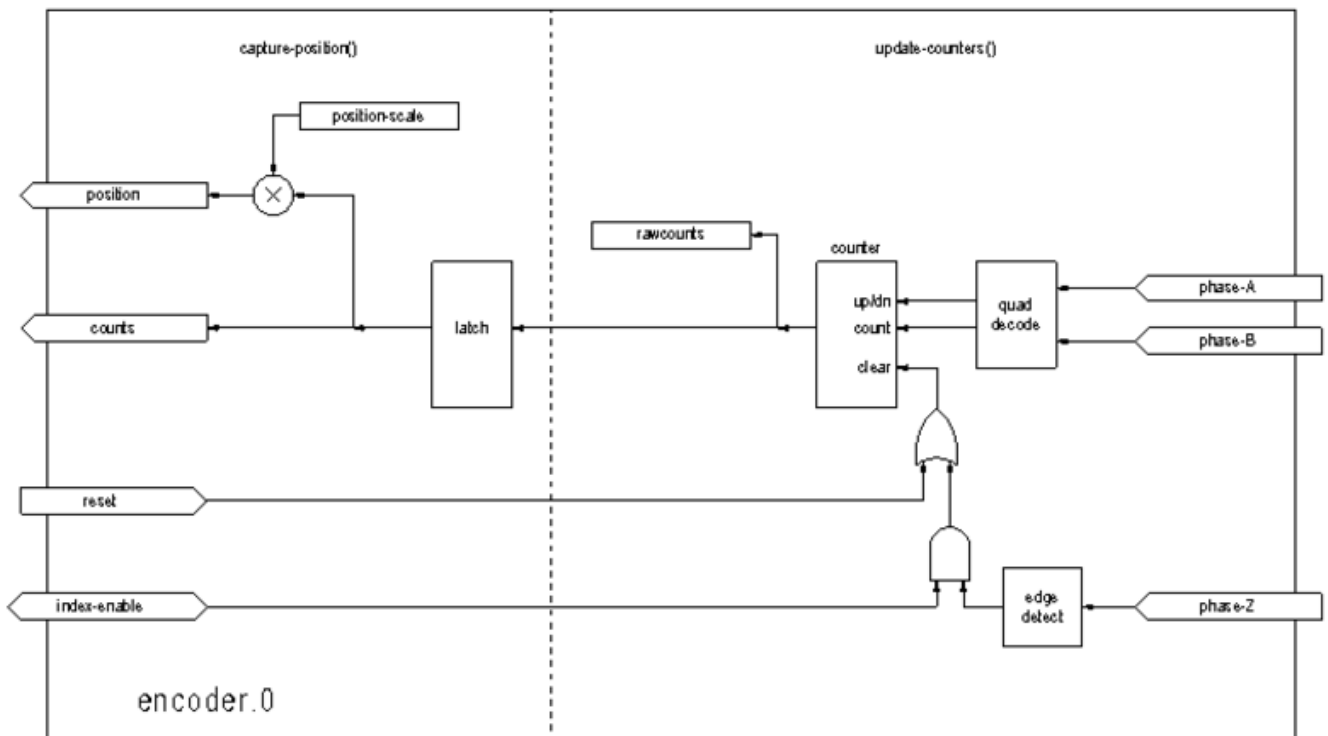 capture-position()
update-counters()
position-scale
position
×
rawcounts
counter
phase-A
up/dn
quad
decode
counts
latch
count
phase-B
clear
reset
index-enable
edge
detect
phase-Z
encoder.0